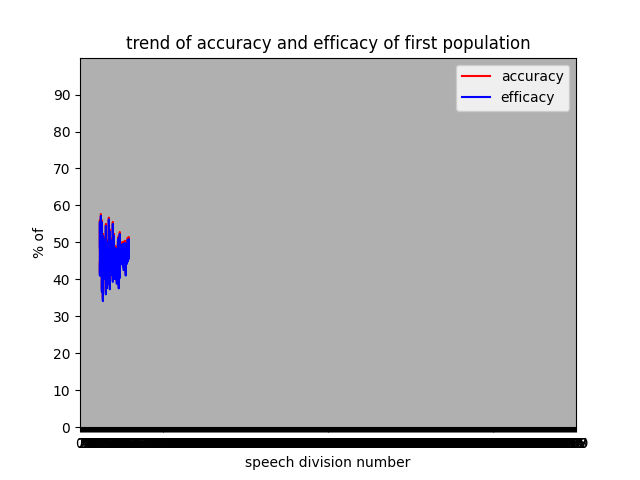 trend of accuracy and efficacy of first population
accuracy
efficacy
90
80
70
60
50
40
30
20
10
0
% of
speech division number